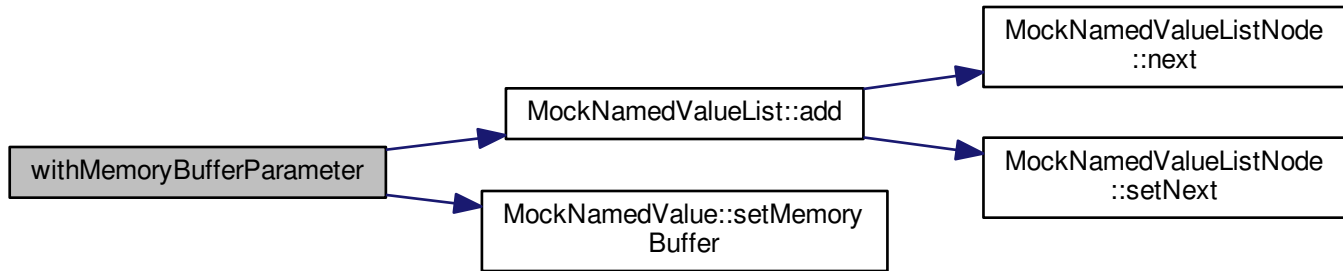 withMemoryBufferParameter
MockNamedValueList::add
MockNamedValue::setMemory
Buffer
MockNamedValueListNode
::next
MockNamedValueListNode
::setNext